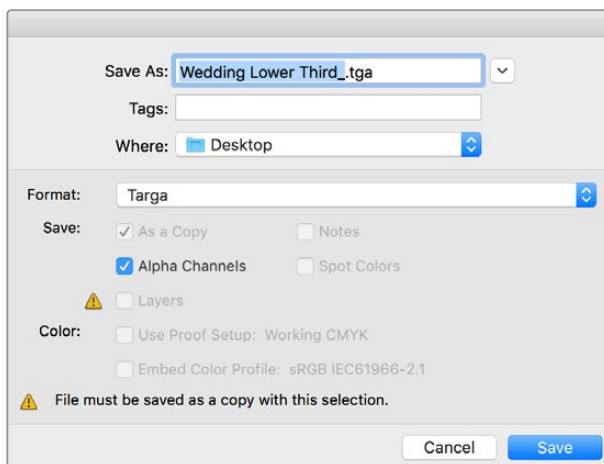 Save As: Wedding Lower Third_.tga
Tags:
Where: Desktop
Format: Targa
Save: As a Copy Notes
Alpha Channels Spot Colors
Layers
Color: Use Proof Setup: Working CMYK
Embed Color Profile: sRGB IEC61966-2.1
File must be saved as a copy with this selection.
Cancel Save